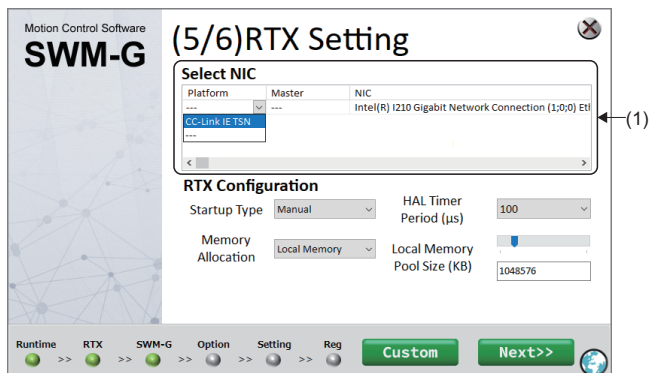 Motion Control Software
SWM-G
(5/6)RTX Setting
Select NIC
Platform Master NIC
--- --- Intel(R) I210 Gigabit Network Connection (1;0;0) Eth
CC-Link IE TSN
---
(1)
RTX Configuration
Startup Type Manual HAL Timer Period (µs) 100
Memory Allocation Local Memory Local Memory Pool Size (KB) 1048576
Runtime >> RTX >> SWM-G >> Option >> Setting >> Reg
Custom Next>>